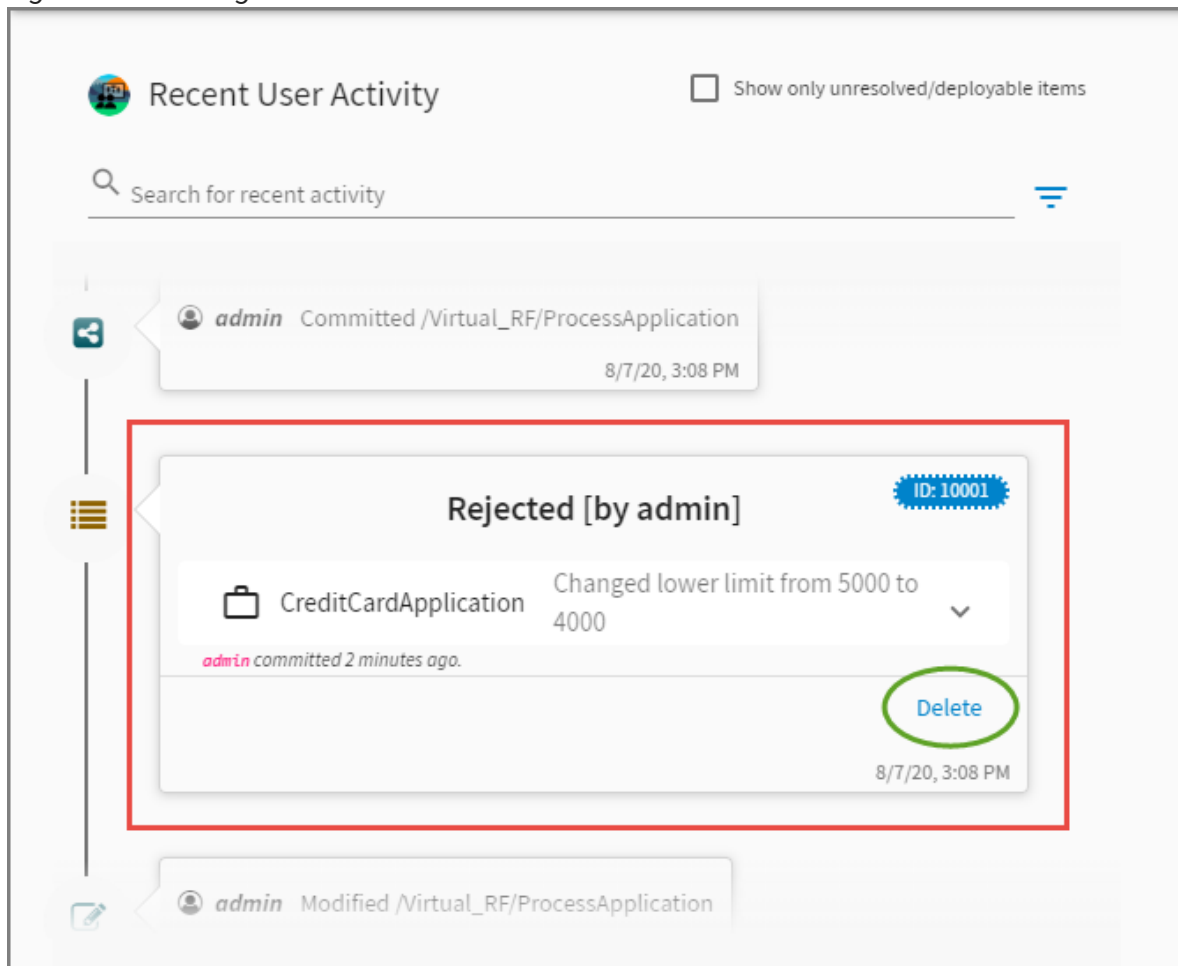 Recent User Activity
Show only unresolved/deployable items
Search for recent activity
admin Committed /Virtual_RF/ProcessApplication
8/7/20, 3:08 PM
ID: 10001
Rejected [by admin]
CreditCardApplication
Changed lower limit from 5000 to
4000
admin committed 2 minutes ago.
Delete
8/7/20, 3:08 PM
admin Modified /Virtual_RF/ProcessApplication